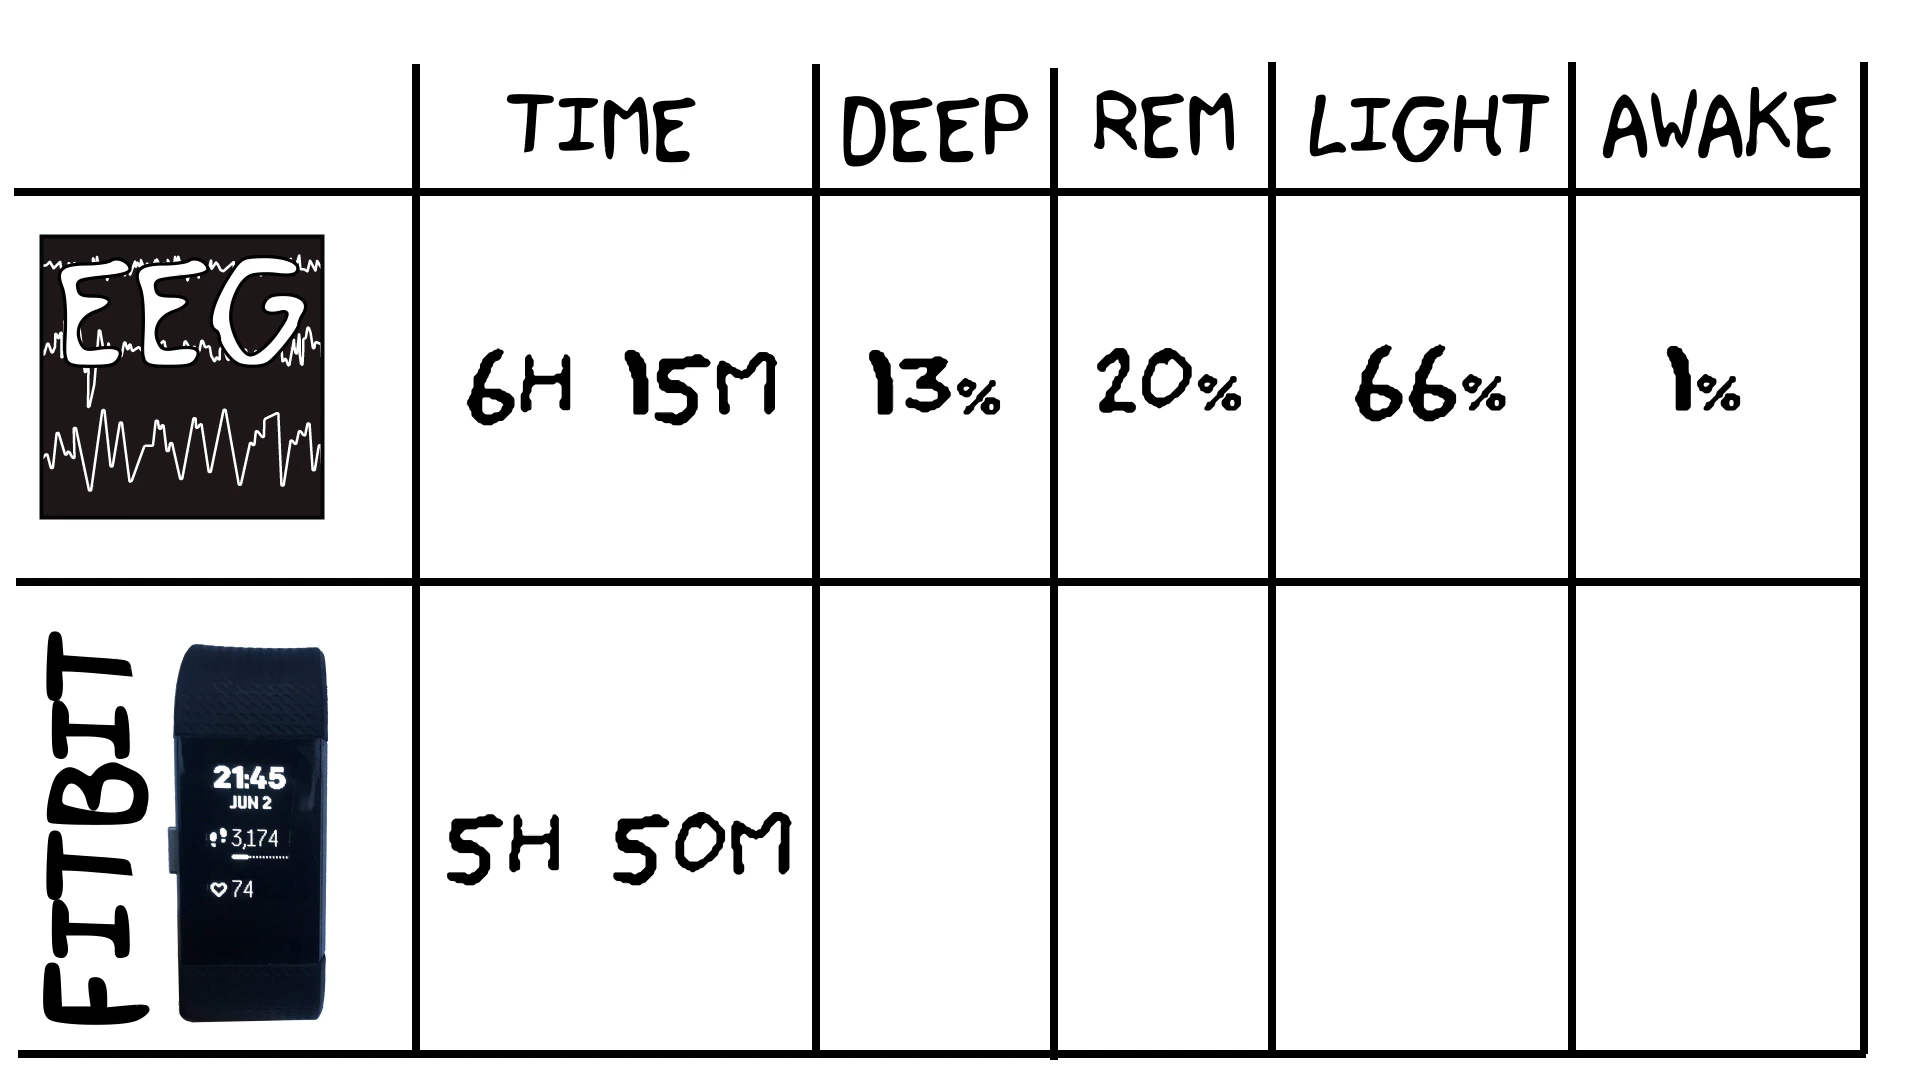 TIME DEEP REM LIGHT AWAKE
EEG
6H 15M 13% 20% 66% 1%
FITBIT
21:45
JUN 2
3,174
74
5H 50M